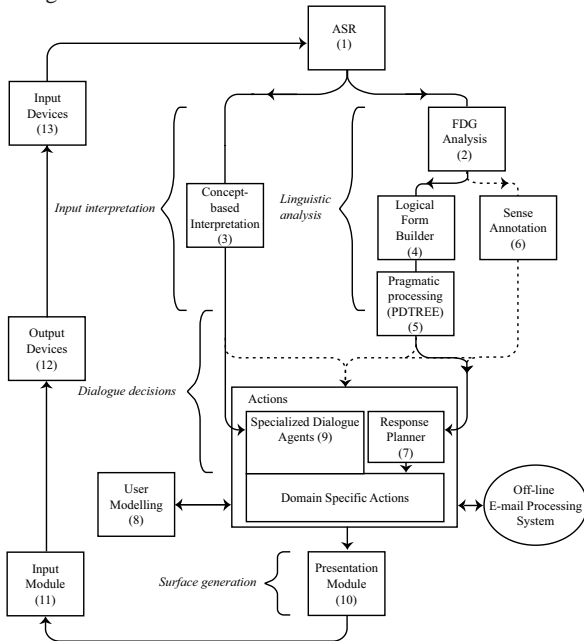 ASR
(1)
Input
Devices
(13)
FDG
Analysis
(2)
Input interpretation
Concept-
based
Interpretation
(3)
Linguistic
analysis
Logical
Form
Builder
(4)
Sense
Annotation
(6)
Pragmatic
processing
(PDTREE)
(5)
Output
Devices
(12)
Dialogue decisions
Actions
Specialized Dialogue
Agents (9)
Response
Planner
(7)
User
Modelling
(8)
Domain Specific Actions
Off-line
E-mail Processing
System
Input
Module
(11)
Surface generation
Presentation
Module
(10)